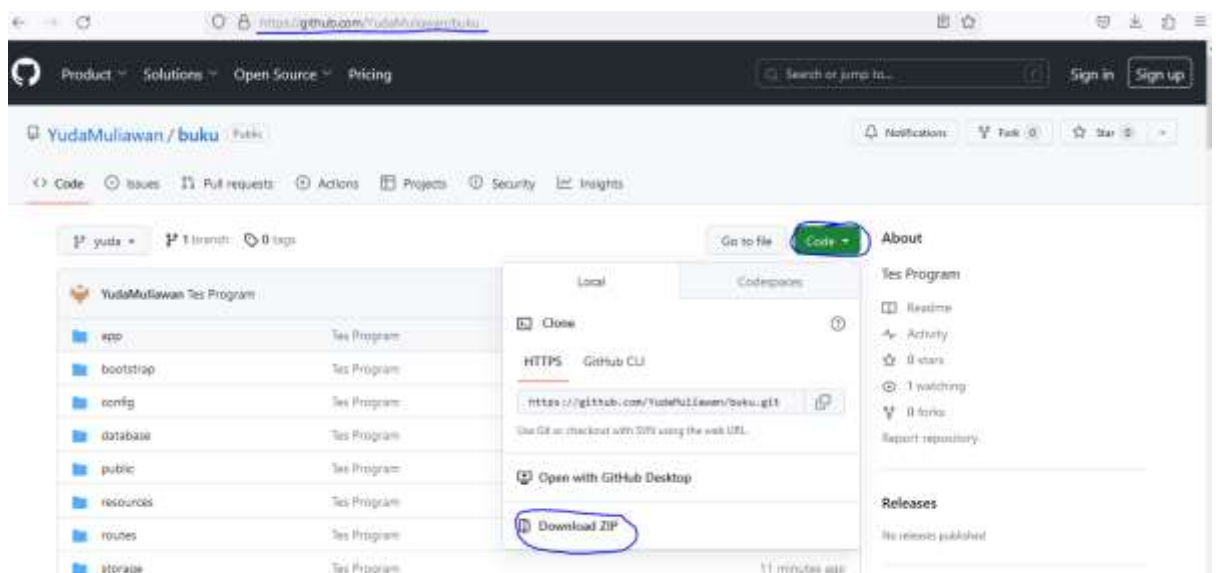 https://github.com/YudaMuliawan/buku
Product Solutions Open Source Pricing
Search or jump to...
Sign in Sign up
YudaMuliawan / buku Public
Notifications Fork 0 Star 0
Code Issues Pull requests Actions Projects Security Insights
yuda 1 branch 0 tags
Go to file Code
About
Local Codespaces
Tes Program
YudaMuliawan Tes Program
Clone
Readme
app Tes Program
Activity
HTTPS GitHub CLI
0 stars
bootstrap Tes Program
1 watching
config Tes Program
https://github.com/YudaMuliawan/buku.git
0 forks
database Tes Program
Use Git or checkout with SVN using the web URL.
Report repository
public Tes Program
Open with GitHub Desktop
resources Tes Program
Releases
routes Tes Program
Download ZIP
No releases published
storage Tes Program 11 minutes ago